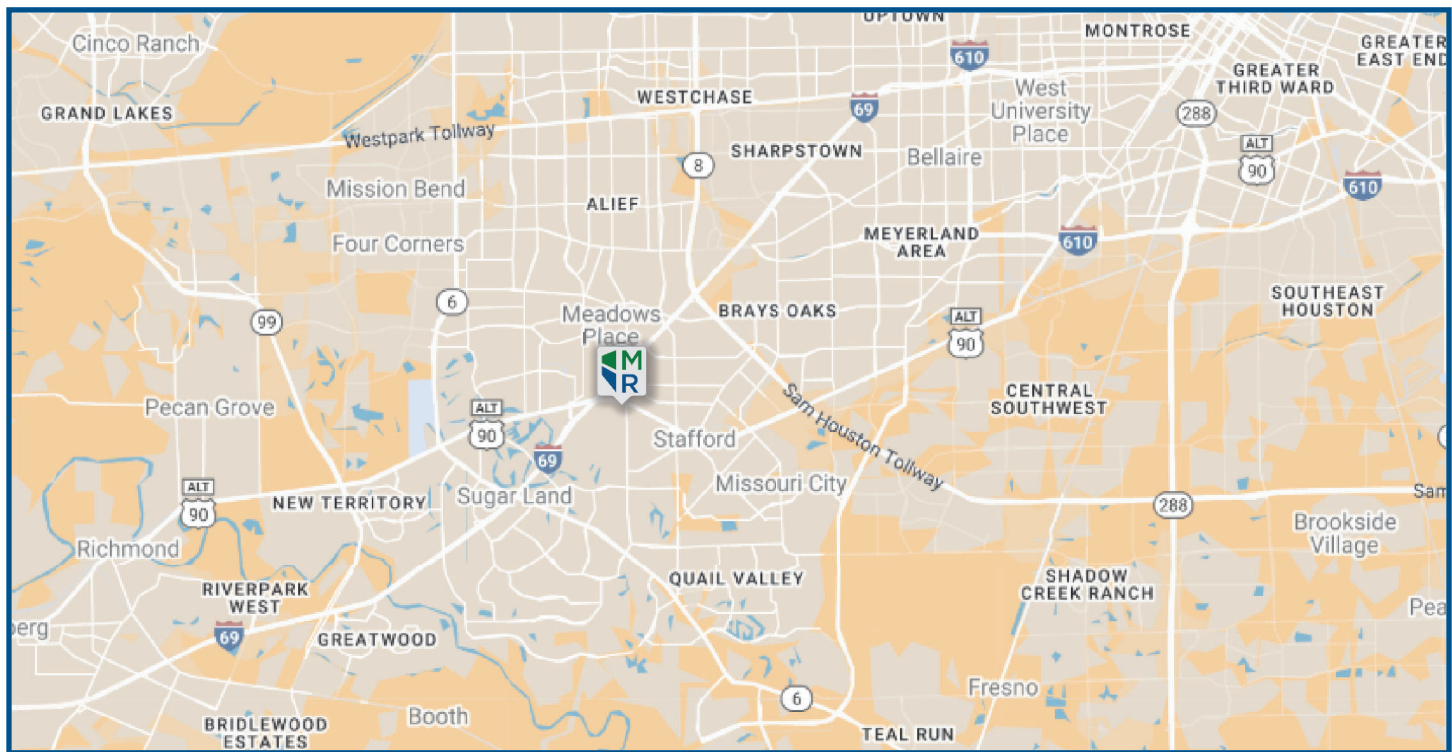 UPTOWN
MONTROSE
Cinco Ranch
GREATER
EAST END
610
GREATER
THIRD WARD
West
University
Place
WESTCHASE
69
GRAND LAKES
288
Westpark Tollway
ALT
90
SHARPSTOWN
Bellaire
8
610
Mission Bend
ALIEF
MEYERLAND
AREA
610
Four Corners
SOUTHEAST
HOUSTON
6
Meadows
Place
BRAYS OAKS
ALT
90
99
M
R
CENTRAL
SOUTHWEST
Pecan Grove
ALT
90
Sam Houston Tollway
Stafford
69
Missouri City
Sam
ALT
90
NEW TERRITORY
Sugar Land
288
Brookside
Village
Richmond
QUAIL VALLEY
SHADOW
CREEK RANCH
RIVERPARK
WEST
Pea
berg
69
GREATWOOD
Fresno
6
Booth
BRIDLEWOOD
ESTATES
TEAL RUN